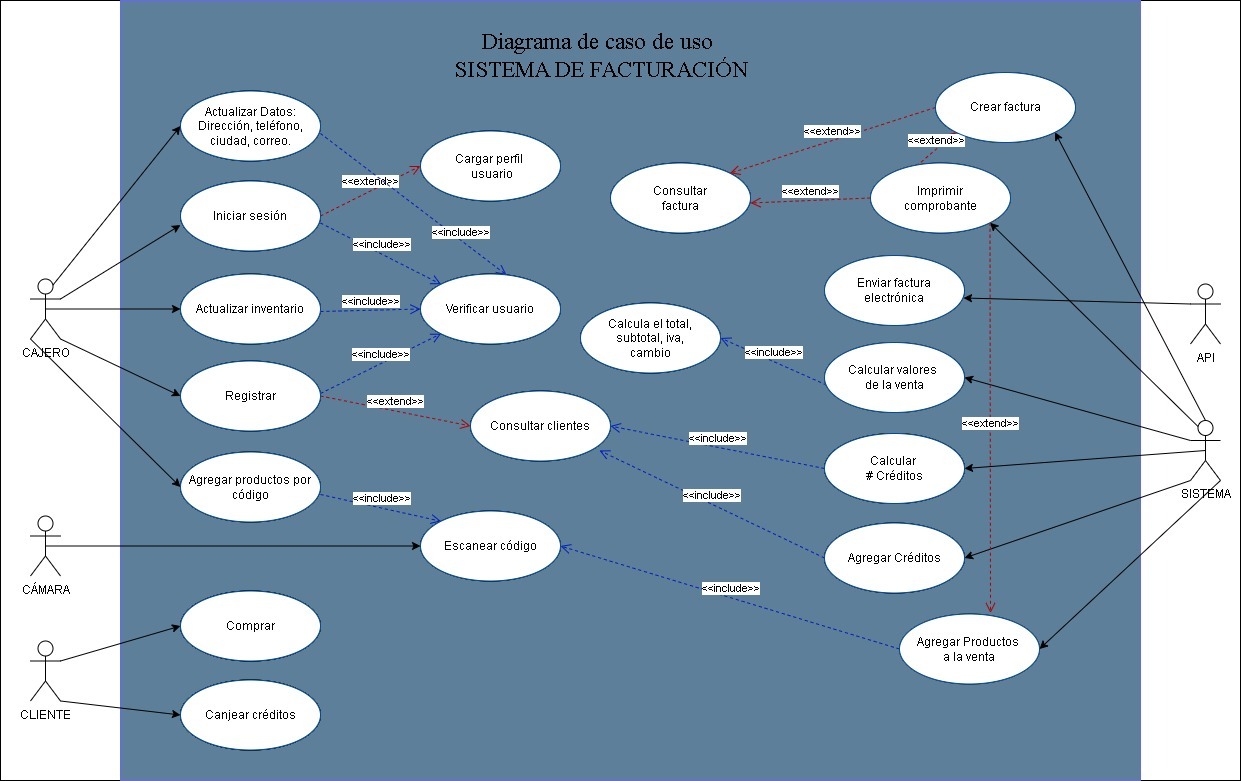 Diagrama de caso de uso
SISTEMA DE FACTURACIÓN
Actualizar Datos:
Dirección, teléfono,
ciudad, correo.
Cargar perfil
usuario
<<extend>>
Iniciar sesión
<<include>>
<<include>>
Actualizar inventario
<<include>>
Verificar usuario
<<include>>
Registrar
<<extend>>
Consultar clientes
Agregar productos por
código
<<include>>
Escanear código
Comprar
Canjear créditos
CAJERO
CÁMARA
CLIENTE
Crear factura
<<extend>>
<<extend>>
Consultar
factura
<<extend>>
Imprimir
comprobante
Enviar factura
electrónica
Calcula el total,
subtotal, iva,
cambio
<<include>>
Calcular valores
de la venta
<<extend>>
<<include>>
Calcular
# Créditos
<<include>>
Agregar Créditos
<<include>>
Agregar Productos
a la venta
API
SISTEMA